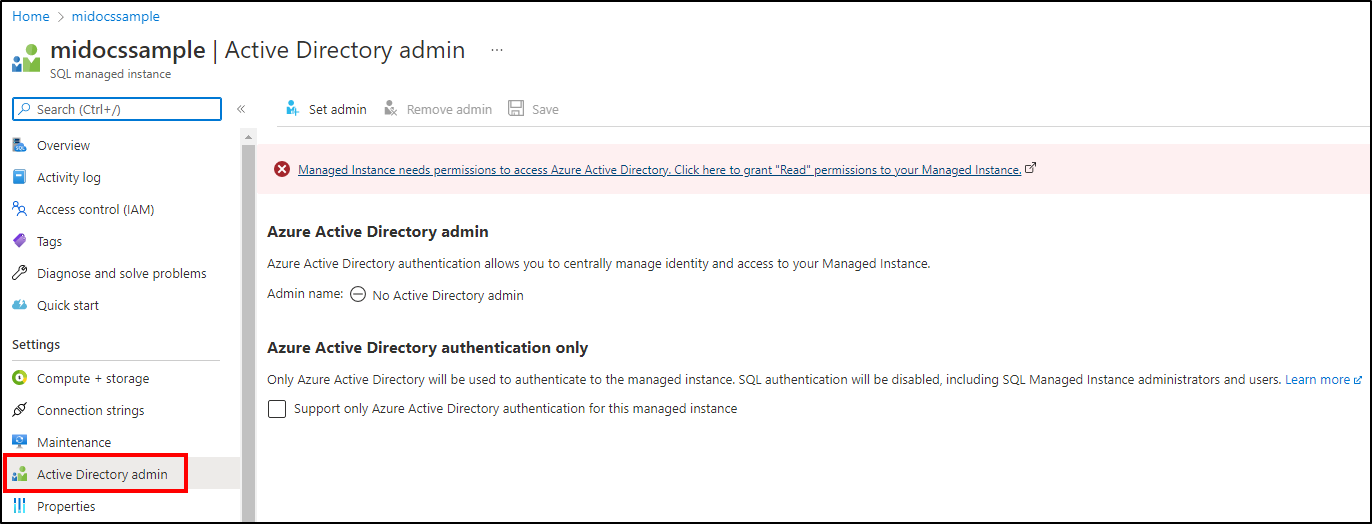 Home > midocssample
midocssample | Active Directory admin ...
SQL managed instance
Search (Ctrl+/)
«
Overview
Activity log
Access control (IAM)
Tags
Diagnose and solve problems
Quick start
Settings
Compute + storage
Connection strings
Maintenance
Active Directory admin
Properties
Set admin Remove admin Save
Managed Instance needs permissions to access Azure Active Directory. Click here to grant "Read" permissions to your Managed Instance.
Azure Active Directory admin
Azure Active Directory authentication allows you to centrally manage identity and access to your Managed Instance.
Admin name: No Active Directory admin
Azure Active Directory authentication only
Only Azure Active Directory will be used to authenticate to the managed instance. SQL authentication will be disabled, including SQL Managed Instance administrators and users. Learn more
Support only Azure Active Directory authentication for this managed instance